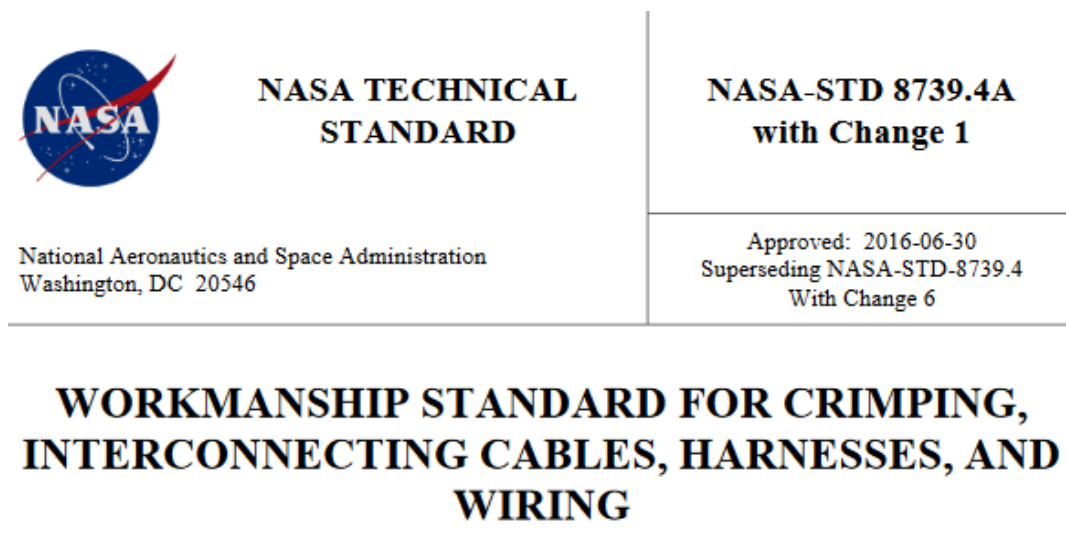 NASA
NASA TECHNICAL
STANDARD
National Aeronautics and Space Administration
Washington, DC 20546
NASA-STD 8739.4A
with Change 1
Approved: 2016-06-30
Superseding NASA-STD-8739.4
With Change 6
WORKMANSHIP STANDARD FOR CRIMPING,
INTERCONNECTING CABLES, HARNESSES, AND
WIRING